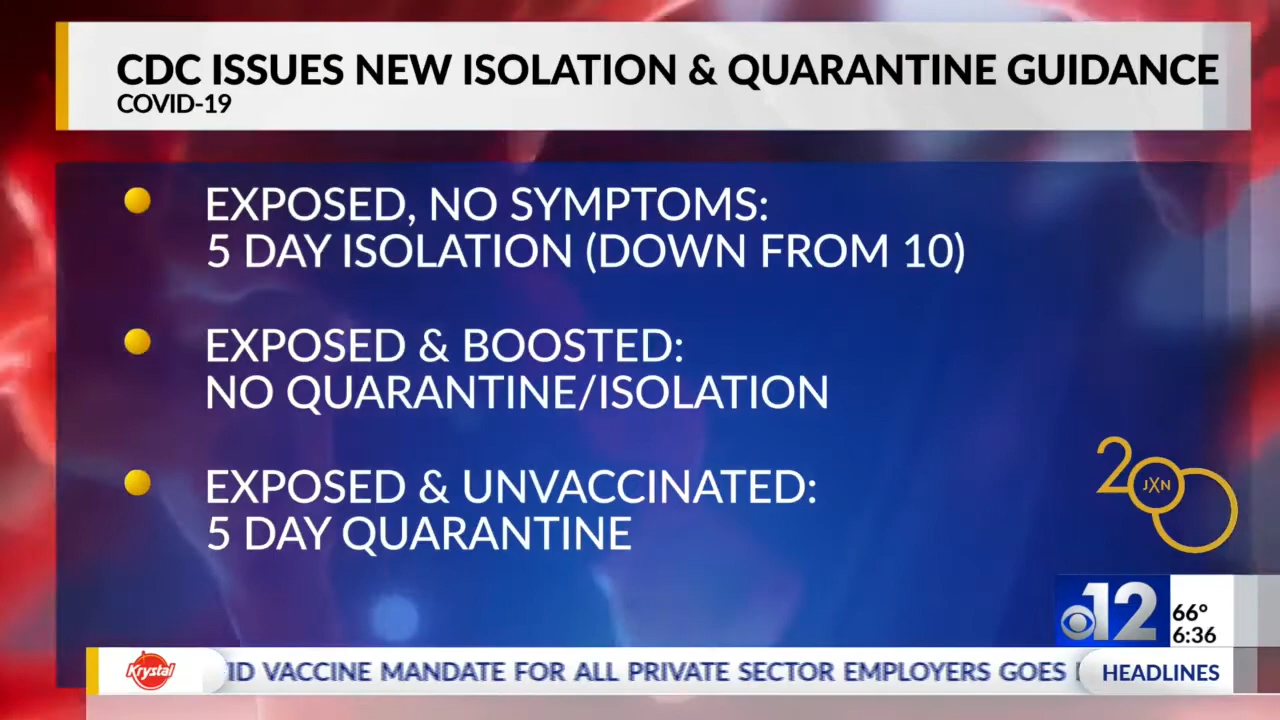 CDC ISSUES NEW ISOLATION & QUARANTINE GUIDANCE
COVID-19
EXPOSED, NO SYMPTOMS:
5 DAY ISOLATION (DOWN FROM 10)
EXPOSED & BOOSTED:
NO QUARANTINE/ISOLATION
EXPOSED & UNVACCINATED:
5 DAY QUARANTINE
200
JXN
12
66°
6:36
Krystal
ID VACCINE MANDATE FOR ALL PRIVATE SECTOR EMPLOYERS GOES
HEADLINES